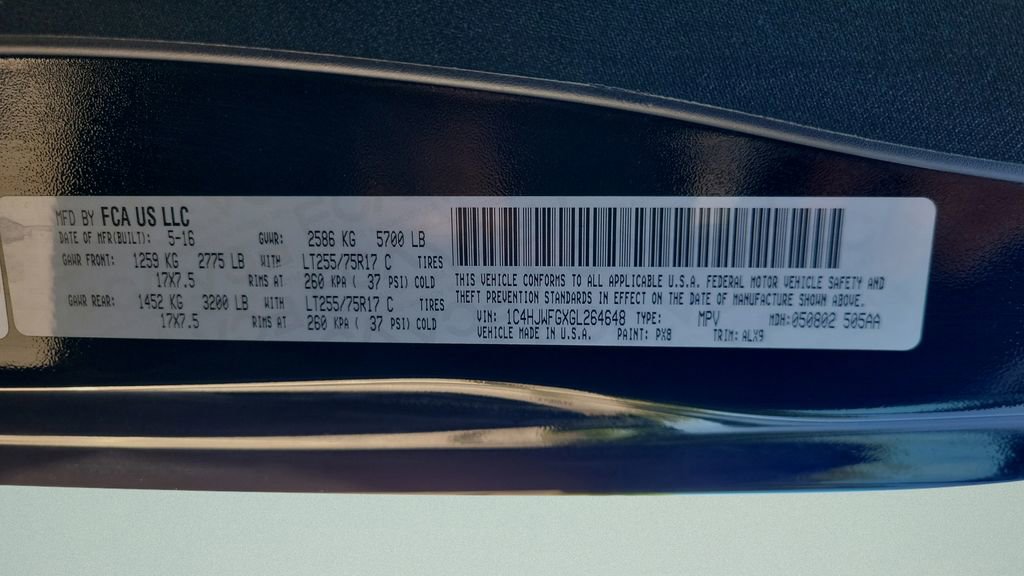 MFD BY FCA US LLC
DATE OF MFR(BUILT): 5-16 GVWR: 2586 KG 5700 LB
GAWR FRONT: 1259 KG 2775 LB WITH LT255/75R17 C TIRES
17X7.5 RIMS AT 260 KPA ( 37 PSI) COLD
GAWR REAR: 1452 KG 3200 LB WITH LT255/75R17 C TIRES
17X7.5 RIMS AT 260 KPA ( 37 PSI) COLD
THIS VEHICLE CONFORMS TO ALL APPLICABLE U.S.A. FEDERAL MOTOR VEHICLE SAFETY AND
THEFT PREVENTION STANDARDS IN EFFECT ON THE DATE OF MANUFACTURE SHOWN ABOVE.
VIN: 1C4HJWFGXGL264648 TYPE: MPV MDH:050802 505AA
VEHICLE MADE IN U.S.A. PAINT: PX8 TRIM: ALX9